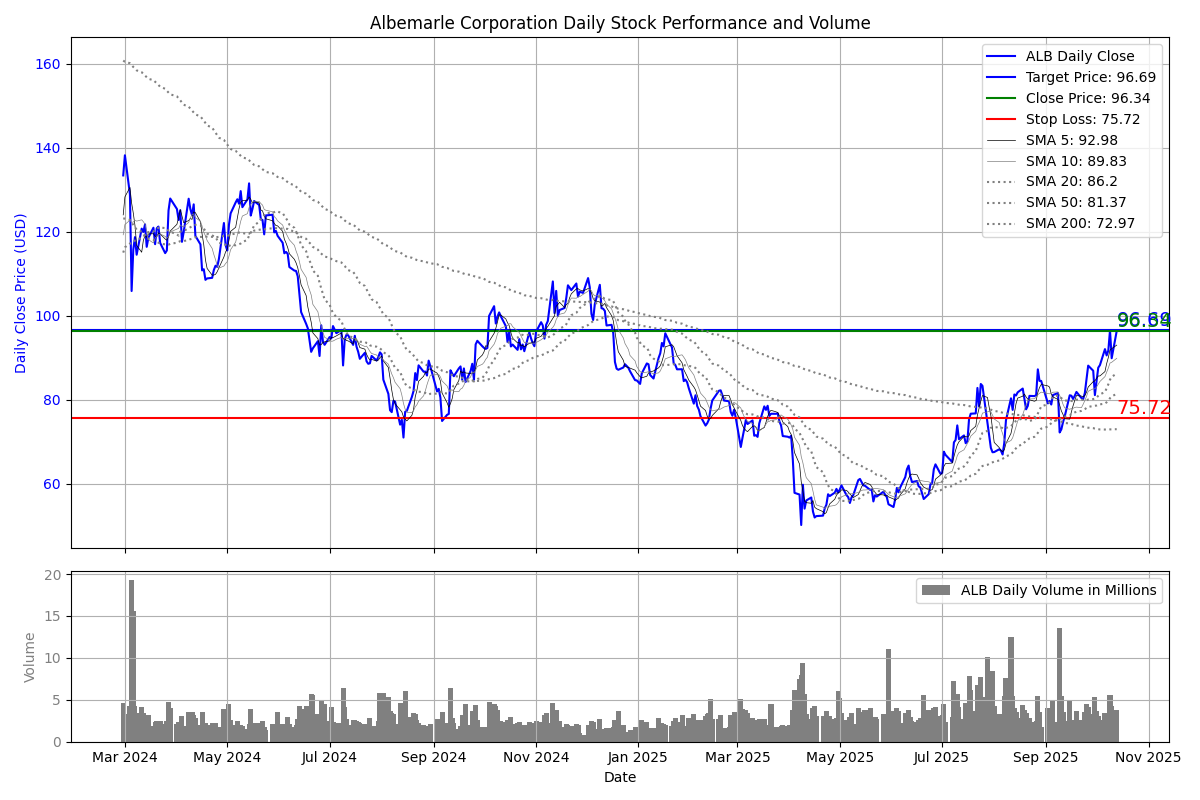 Albemarle Corporation Daily Stock Performance and Volume
Daily Close Price (USD)
160
140
120
100
80
60
ALB Daily Close
Target Price: 96.69
Close Price: 96.34
Stop Loss: 75.72
SMA 5: 92.98
SMA 10: 89.83
SMA 20: 86.2
SMA 50: 81.37
SMA 200: 72.97
96.69
96.34
75.72
Volume
20
15
10
5
0
ALB Daily Volume in Millions
Mar 2024 May 2024 Jul 2024 Sep 2024 Nov 2024 Jan 2025 Mar 2025 May 2025 Jul 2025 Sep 2025 Nov 2025
Date